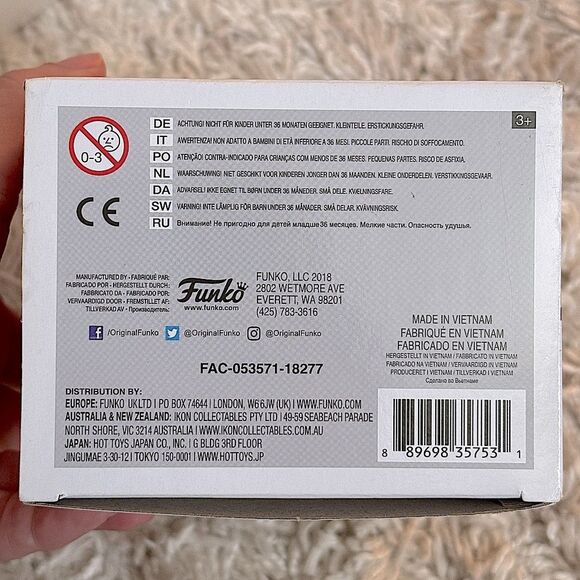 3+
0-3
DE ACHTUNG! NICHT FÜR KINDER UNTER 36 MONATEN GEEIGNET. KLEINTEILE. ERSTICKUNGSGEFAHR.
IT AVVERTENZA! NON ADATTO A BAMBINI DI ETÀ INFERIORE A 36 MESI. PICCOLE PARTI. RISCHIO DI SOFFOCAMENTO.
PO ATENÇÃO! CONTRA-INDICADO PARA CRIANÇAS COM MENOS DE 36 MESES. PEQUENAS PARTES. RISCO DE ASFIXIA.
NL WAARSCHUWING! NIET GESCHIKT VOOR KINDEREN JONGER DAN 36 MAANDEN. KLEINE ONDERDELEN. VERSTIKKINGSGEVAAR.
DA ADVARSEL! IKKE EGNET TIL BØRN UNDER 36 MÅNEDER. SMÅ DELE. KVÆLNINGSFARE.
SW VARNING! INTE LÄMPLIG FÖR BARN UNDER 36 MÅNADER. SMÅ DELAR. KVÄVNINGSRISK.
RU Внимание! Не пригодно для детей младше 36 месяцев. Мелкие части. Опасность удушья.
CE
MANUFACTURED BY • FABRIQUÉ PAR:
FABRICADO POR • HERGESTELLT DURCH:
FABBRICATO DA • FABRICADO POR:
VERVAARDIGD DOOR • FREMSTILLET AF:
TILLVERKAD AV • Производитель:
Funko
FUNKO, LLC 2018
2802 WETMORE AVE
EVERETT, WA 98201
(425) 783-3616
/OriginalFunko @OriginalFunko @OriginalFunko
MADE IN VIETNAM
FABRIQUÉ EN VIETNAM
FABRICADO EN VIETNAM
HERGESTELLT IN VIETNAM / FABBRICATO IN VIETNAM
FABRICADO NA VIETNAM / VERVAARDIGD IN VIETNAM
PRODUCERET I VIETNAM / TILLVERKAD I VIETNAM
Сделано во Вьетнаме
FAC-053571-18277
DISTRIBUTION BY:
EUROPE: FUNKO UK LTD | PO BOX 74644 | LONDON, W6 6JW (UK) | WWW.FUNKO.COM
AUSTRALIA & NEW ZEALAND: IKON COLLECTABLES PTY LTD | 49-59 SEABEACH PARADE
NORTH SHORE, VIC 3214 AUSTRALIA | WWW.IKONCOLLECTABLES.COM.AU
JAPAN: HOT TOYS JAPAN CO., INC. | G BLDG 3RD FLOOR
JINGUMAE 3-30-12 | TOKYO 150-0001 | WWW.HOTTOYS.JP
8 89698 35753 1